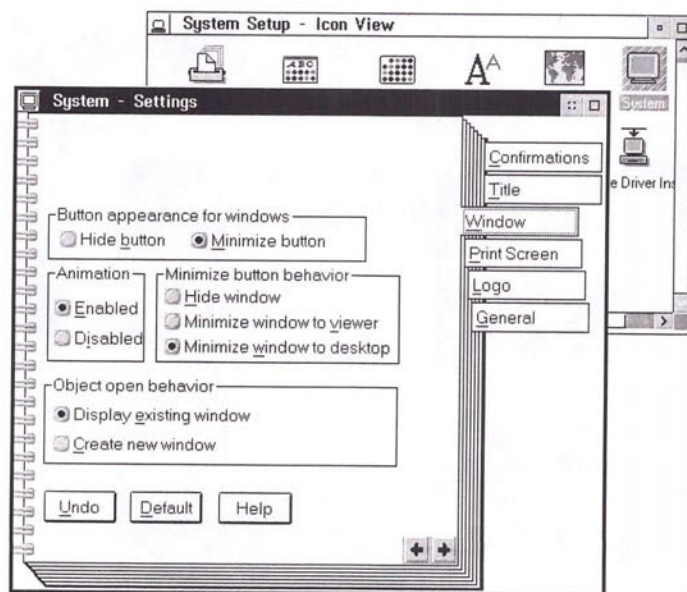 System Setup - Icon View
ABC
AA
System
e Driver Ins
System - Settings
Confirmations
Title
Window
Print Screen
Logo
General
Button appearance for windows
Hide button
Minimize button
Animation
Enabled
Disabled
Minimize button behavior
Hide window
Minimize window to viewer
Minimize window to desktop
Object open behavior
Display existing window
Create new window
Undo
Default
Help